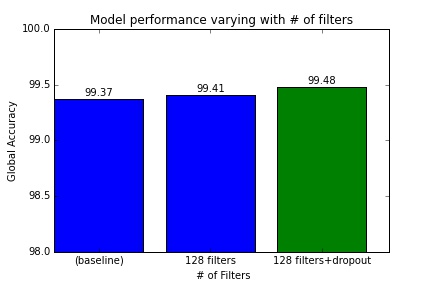 Model performance varying with # of filters
100.0
99.5
99.0
98.5
98.0
Global Accuracy
99.37
99.41
99.48
(baseline)
128 filters
128 filters+dropout
# of Filters